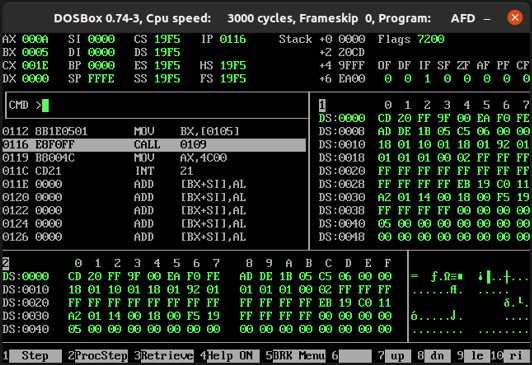 DOSBox 0.74-3, Cpu speed: 3000 cycles, Frameskip 0, Program: AFD
AX 000A SI 0000 CS 19F5 IP 0116 Stack +0 0000 Flags 7200
BX 0005 DI 0000 DS 19F5 +2 20CD
CX 001E BP 0000 ES 19F5 HS 19F5 +4 9FFF OF DF IF SF ZF AF PF CF
DX 0000 SP FFFE SS 19F5 FS 19F5 +6 EA00 0 0 1 0 0 0 0 0
CMD >
1 0 1 2 3 4 5 6 7
DS:0000 CD 20 FF 9F 00 EA F0 FE
DS:0008 AD DE 1B 05 C5 06 00 00
DS:0010 18 01 10 01 18 01 92 01
DS:0018 01 01 01 00 02 FF FF FF
DS:0020 FF FF FF FF FF FF FF FF
DS:0028 FF FF FF FF EB 19 C0 11
DS:0030 A2 01 14 00 18 00 F5 19
DS:0038 FF FF FF FF 00 00 00 00
DS:0040 05 00 00 00 00 00 00 00
DS:0048 00 00 00 00 00 00 00 00
0112 8B1E0501 MOV BX,[0105]
0116 E8F0FF CALL 0109
0119 B8004C MOV AX,4C00
011C CD21 INT 21
011E 0000 ADD [BX+SI],AL
0120 0000 ADD [BX+SI],AL
0122 0000 ADD [BX+SI],AL
0124 0000 ADD [BX+SI],AL
0126 0000 ADD [BX+SI],AL
2 0 1 2 3 4 5 6 7 8 9 A B C D E F
DS:0000 CD 20 FF 9F 00 EA F0 FE AD DE 1B 05 C5 06 00 00
DS:0010 18 01 10 01 18 01 92 01 01 01 01 00 02 FF FF FF
DS:0020 FF FF FF FF FF FF FF FF FF FF FF FF EB 19 C0 11
DS:0030 A2 01 14 00 18 00 F5 19 FF FF FF FF 00 00 00 00
DS:0040 05 00 00 00 00 00 00 00 00 00 00 00 00 00 00 00
1 Step 2 ProcStep 3 Retrieve 4 Help ON 5 BRK Menu 6 7 up 8 dn 9 le 10 ri